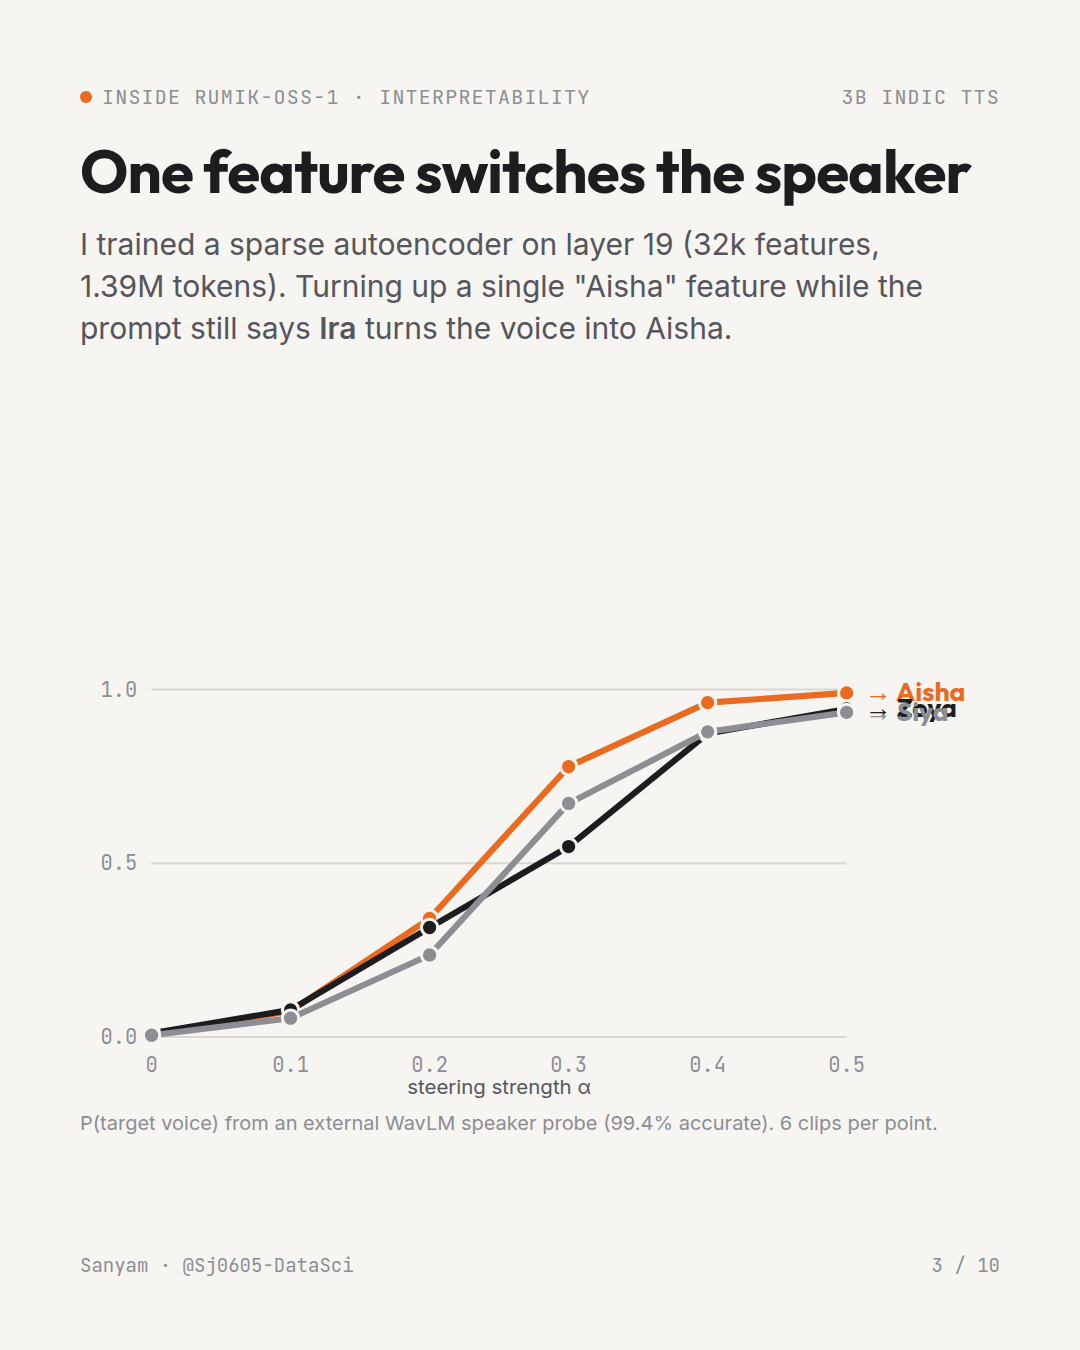 INSIDE RUMIK-OSS-1 · INTERPRETABILITY
3B INDIC TTS
One feature switches the speaker
I trained a sparse autoencoder on layer 19 (32k features,
1.39M tokens). Turning up a single "Aisha" feature while the
prompt still says Ira turns the voice into Aisha.
1.0
→ Aisha
→ Zoya
→ Siya
0.5
0.0
0 0.1 0.2 0.3 0.4 0.5
steering strength α
P(target voice) from an external WavLM speaker probe (99.4% accurate). 6 clips per point.
Sanyam · @Sj0605-DataSci
3 / 10